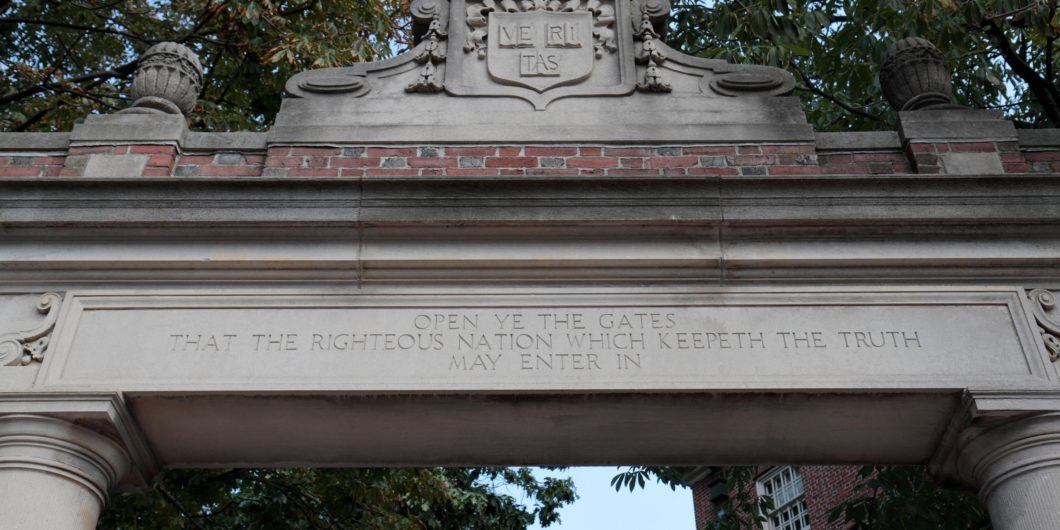 VE RI
TAS
OPEN YE THE GATES
THAT THE RIGHTEOUS NATION WHICH KEEPETH THE TRUTH
MAY ENTER IN